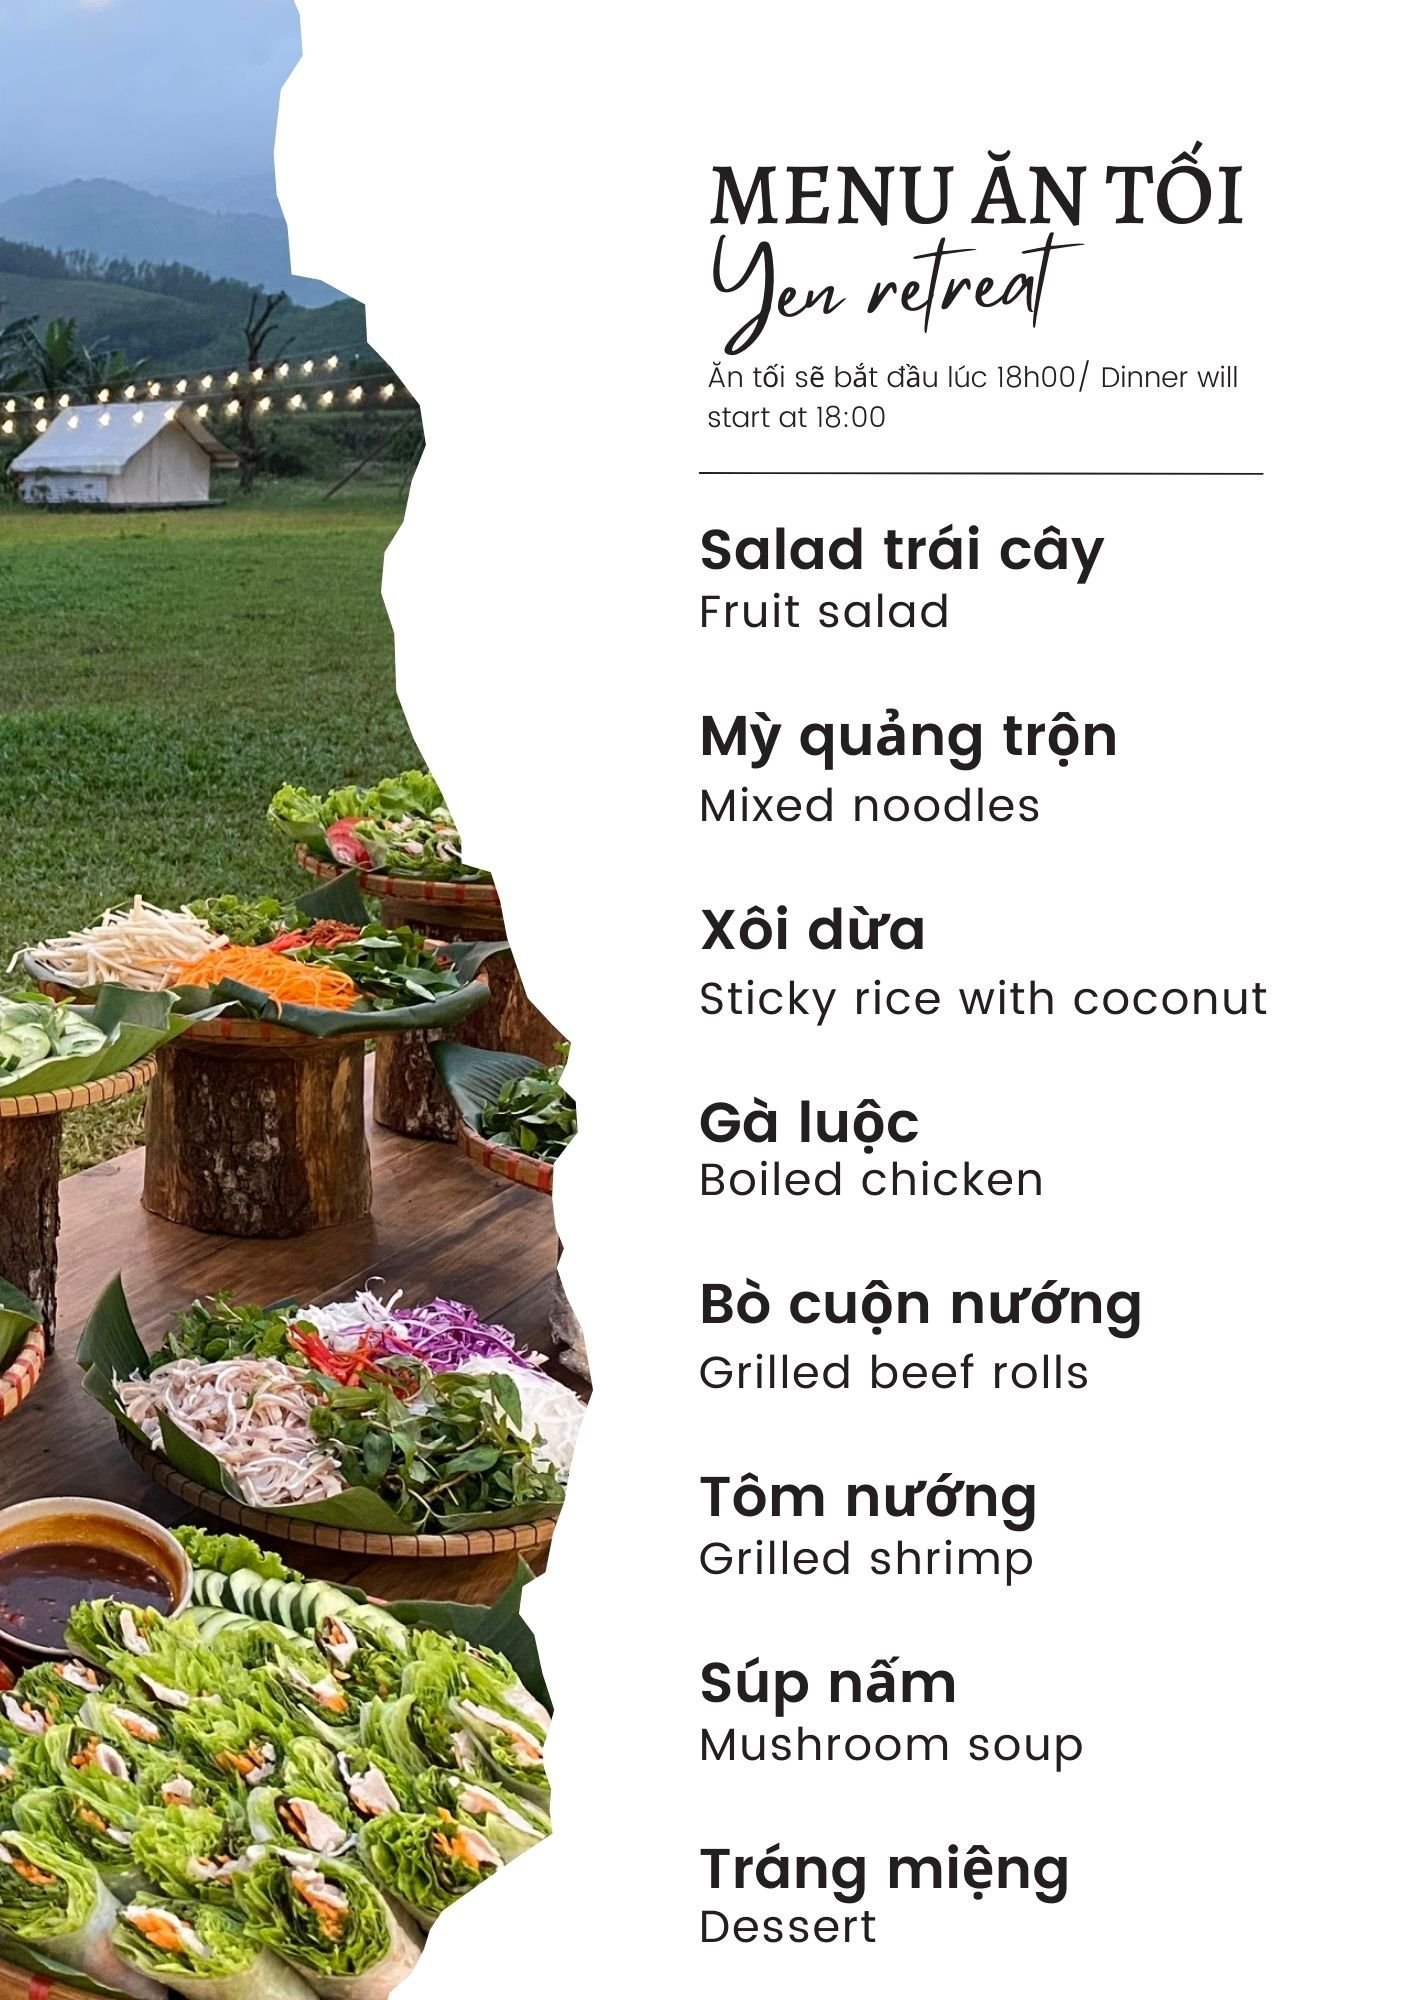 MENU ĂN TỐI
Yen retreat
Ăn tối sẽ bắt đầu lúc 18h00/ Dinner will
start at 18:00
Salad trái cây
Fruit salad
Mỳ quảng trộn
Mixed noodles
Xôi dừa
Sticky rice with coconut
Gà luộc
Boiled chicken
Bò cuộn nướng
Grilled beef rolls
Tôm nướng
Grilled shrimp
Súp nấm
Mushroom soup
Tráng miệng
Dessert